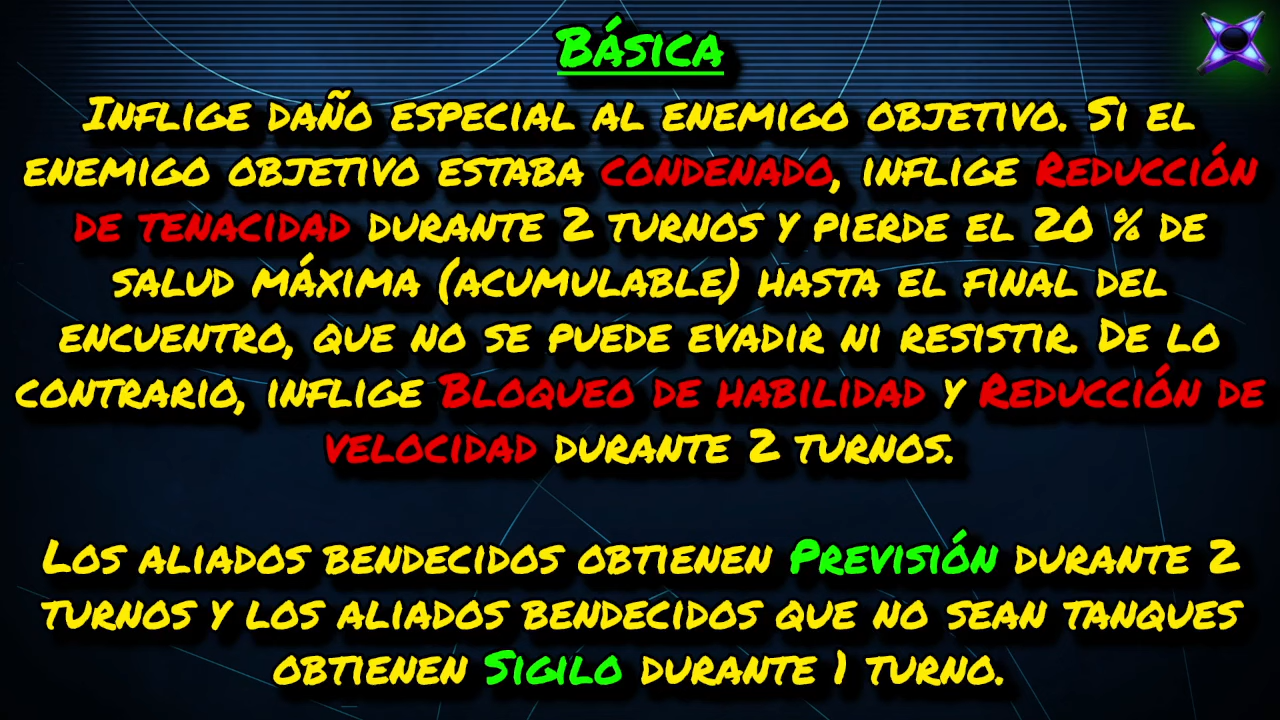 Básica
Inflige daño especial al enemigo objetivo. Si el
enemigo objetivo estaba condenado, inflige Reducción
de tenacidad durante 2 turnos y pierde el 20 % de
salud máxima (acumulable) hasta el final del
encuentro, que no se puede evadir ni resistir. De lo
contrario, inflige Bloqueo de habilidad y Reducción de
velocidad durante 2 turnos.
Los aliados bendecidos obtienen Previsión durante 2
turnos y los aliados bendecidos que no sean tanques
obtienen Sigilo durante 1 turno.